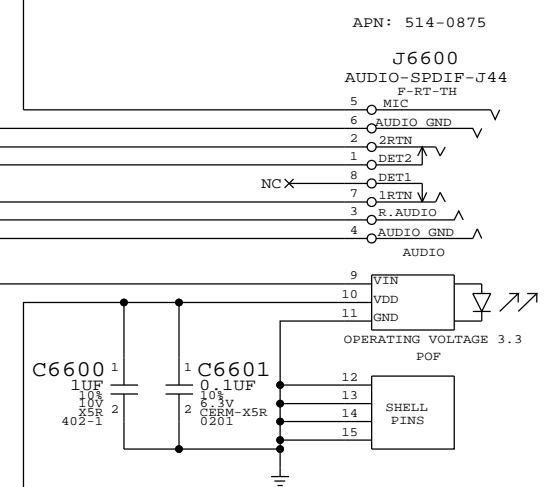 APN: 514-0875
J6600
AUDIO-SPDIF-J44
F-RT-TH
5 MIC
6 AUDIO GND
2 2RTN
1 DET2
NC 8 DET1
7 1RTN
3 R.AUDIO
4 AUDIO GND
AUDIO
9 VIN
10 VDD
11 GND
OPERATING VOLTAGE 3.3
POF
C6600
1
1UF
10%
10V
X5R
402-1
2
C6601
1
0.1UF
10%
6.3V
CERM-X5R
0201
2
12
13
14
15
SHELL
PINS